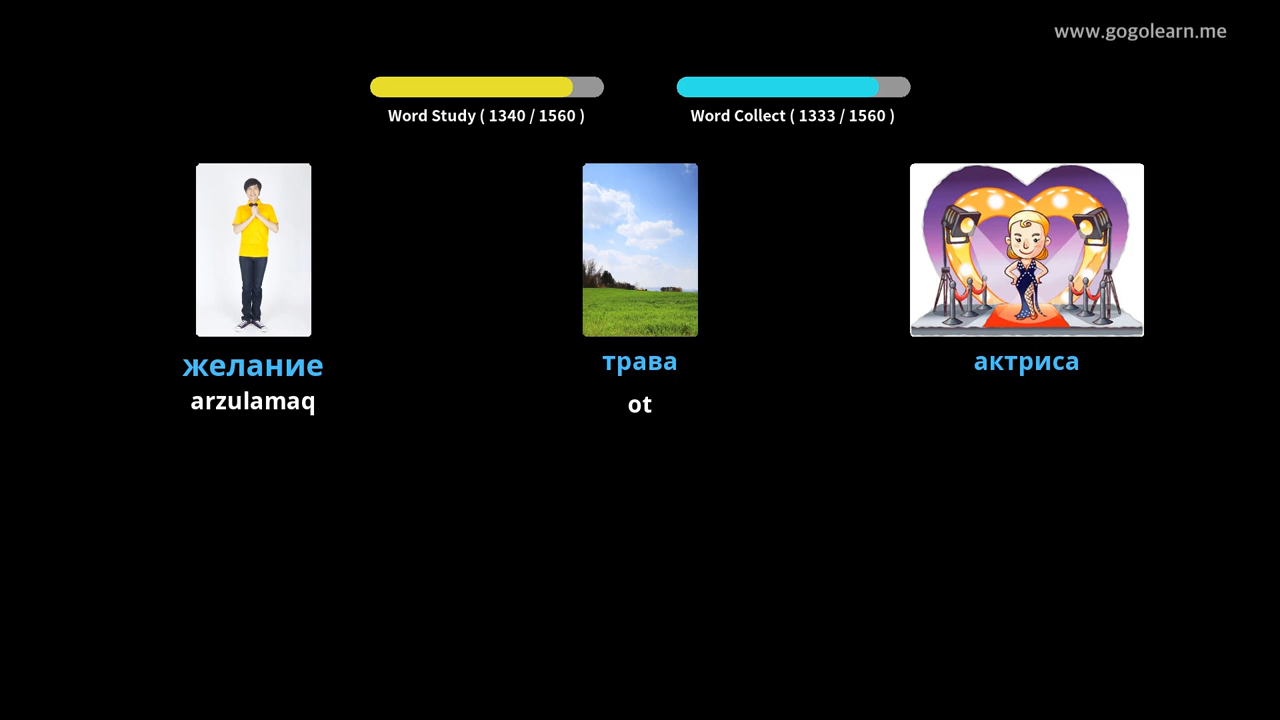 www.gogolearn.me
Word Study ( 1340 / 1560 )
Word Collect ( 1333 / 1560 )
желание
arzulamaq
трава
ot
актриса